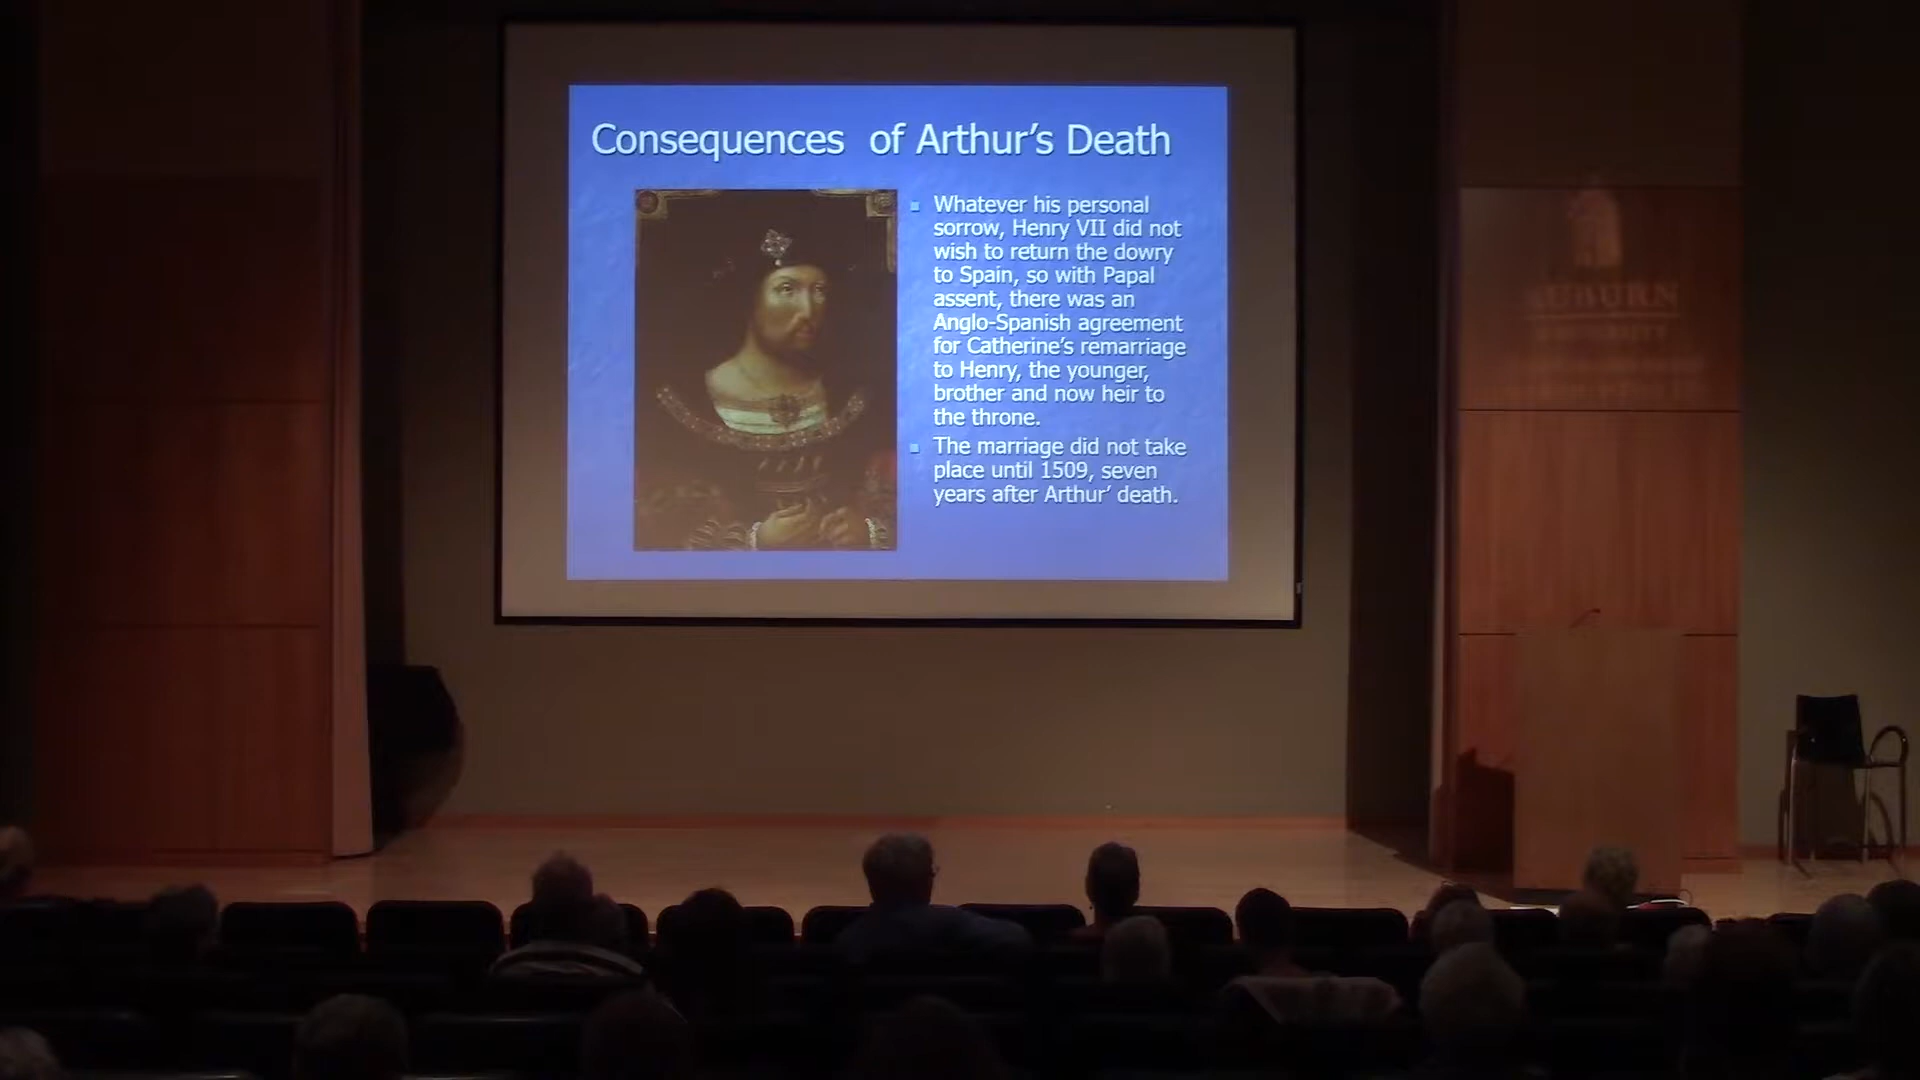 Consequences of Arthur's Death
Whatever his personal
sorrow, Henry VII did not
wish to return the dowry
to Spain, so with Papal
assent, there was an
Anglo-Spanish agreement
for Catherine's remarriage
to Henry, the younger,
brother and now heir to
the throne.
The marriage did not take
place until 1509, seven
years after Arthur' death.
AUBURN
UNIVERSITY